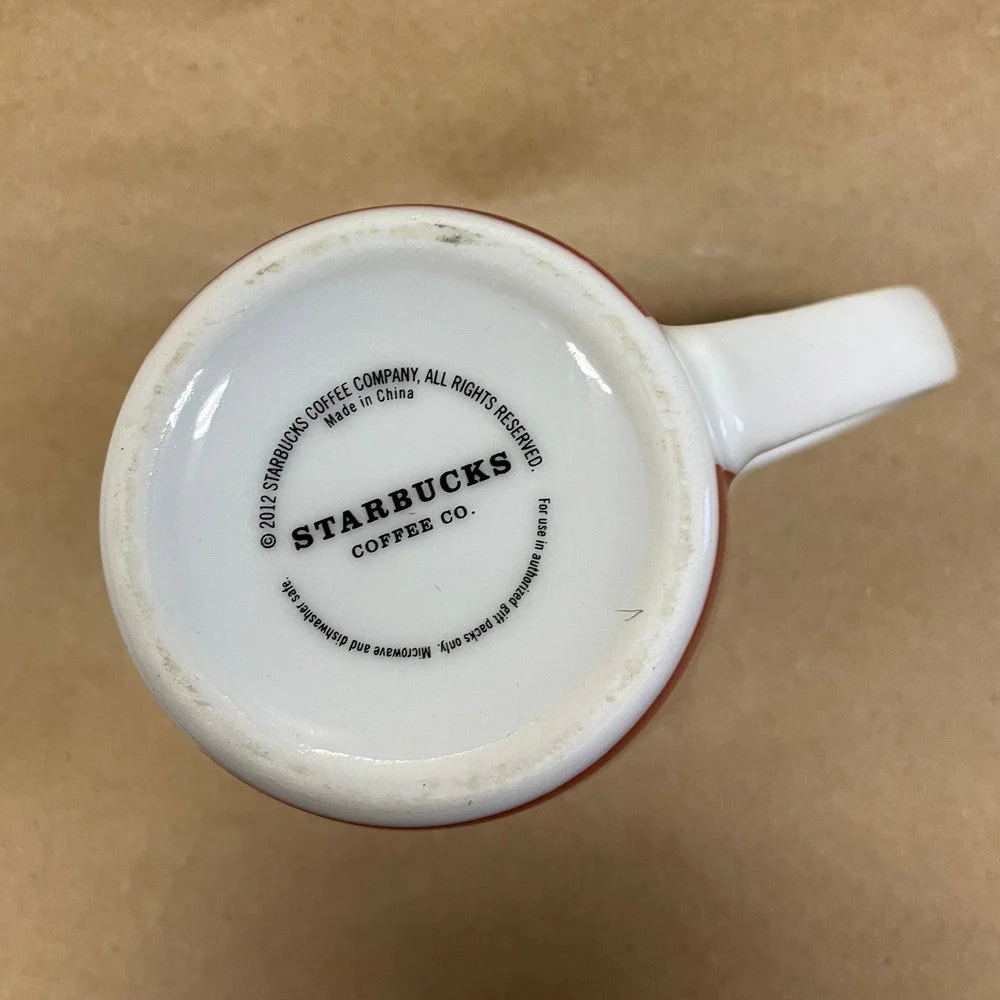 © 2012 STARBUCKS COFFEE COMPANY, ALL RIGHTS RESERVED.
Made in China
STARBUCKS
COFFEE CO.
For use in authorized gift packs only. Microwave and dishwasher safe.